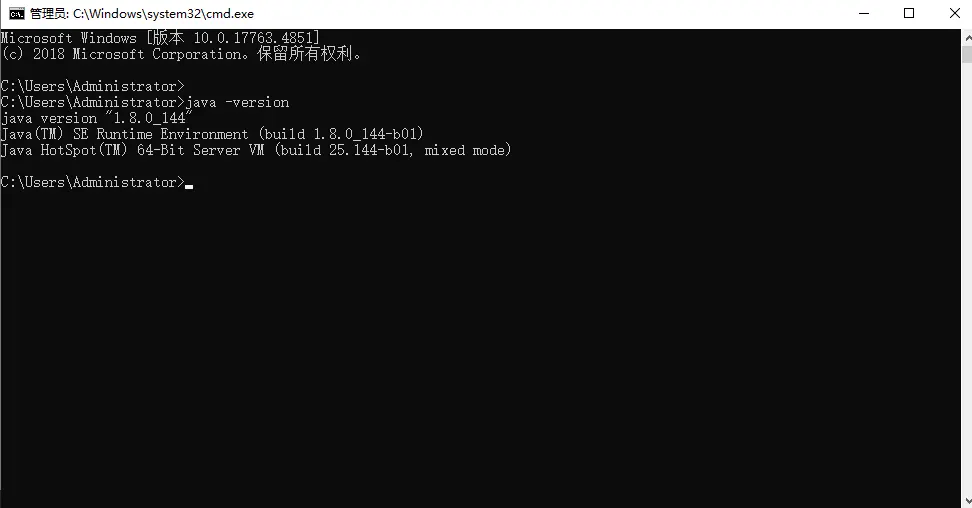 管理员: C:\Windows\system32\cmd.exe
Microsoft Windows [版本 10.0.17763.4851]
(c) 2018 Microsoft Corporation。保留所有权利。
C:\Users\Administrator>
C:\Users\Administrator>java -version
java version "1.8.0_144"
Java(TM) SE Runtime Environment (build 1.8.0_144-b01)
Java HotSpot(TM) 64-Bit Server VM (build 25.144-b01, mixed mode)
C:\Users\Administrator>